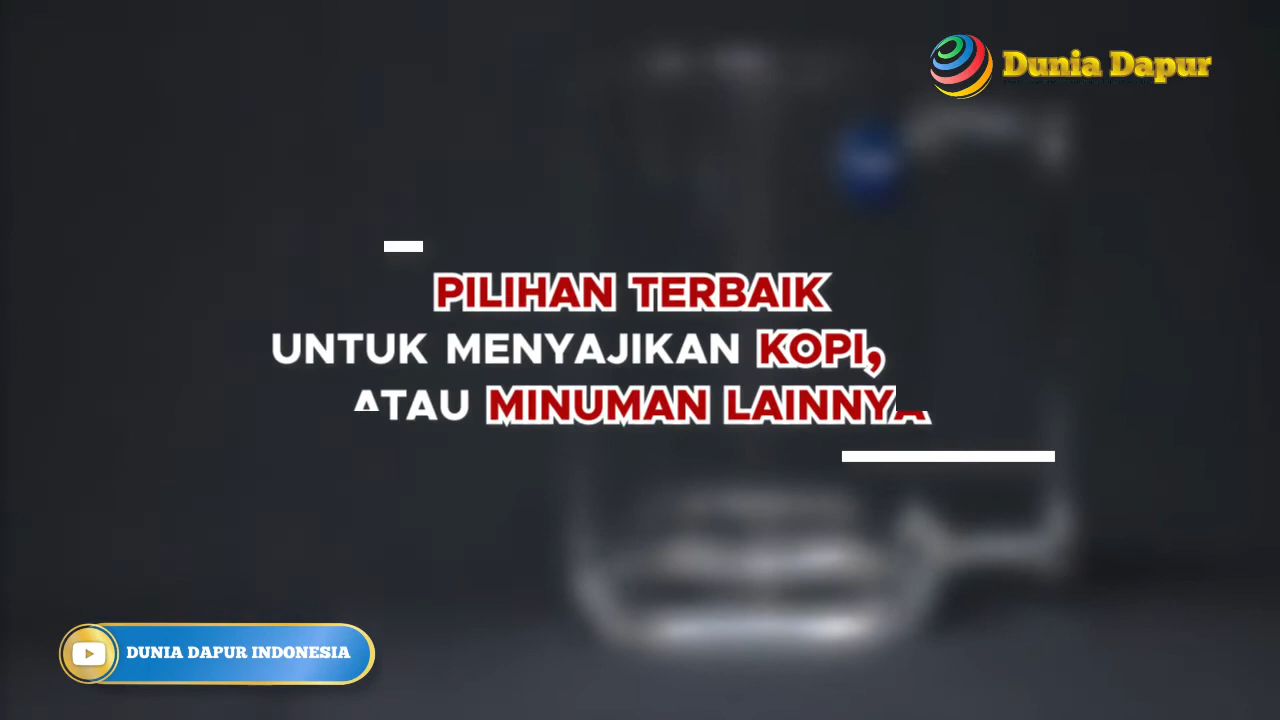 Dunia Dapur
PILIHAN TERBAIK
UNTUK MENYAJIKAN KOPI,
ATAU MINUMAN LAINNYA
DUNIA DAPUR INDONESIA